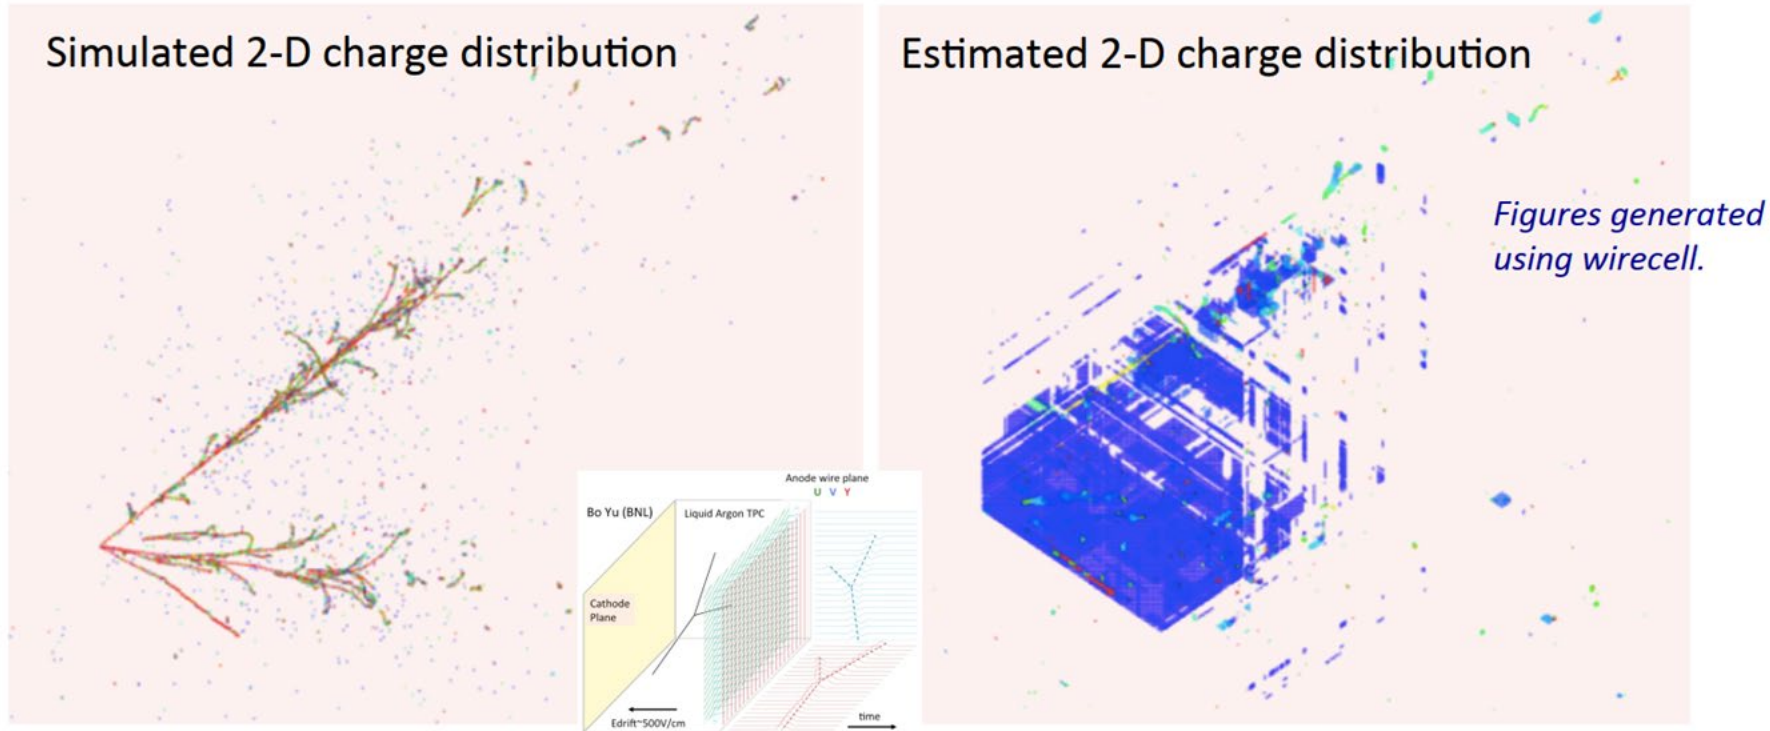 Simulated 2-D charge distribution
Estimated 2-D charge distribution
Figures generated
using wirecell.
Anode wire plane
U V Y
Bo Yu (BNL)
Liquid Argon TPC
Cathode
Plane
Edrift~500V/cm
time